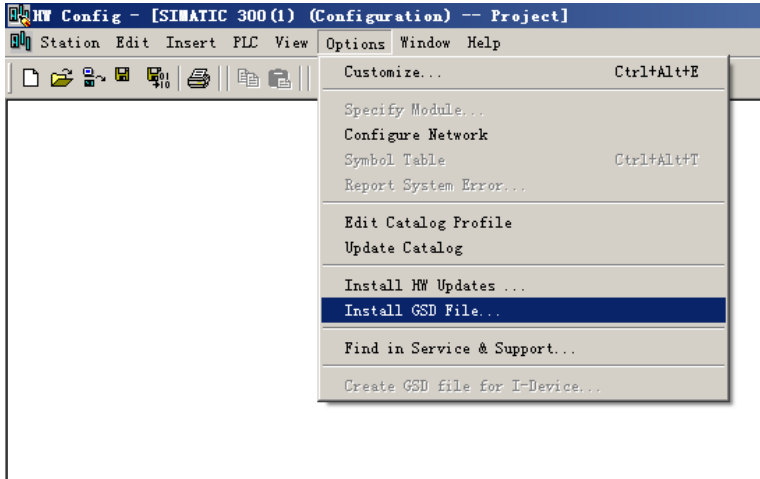 HW Config - [SIMATIC 300(1) (Configuration) -- Project]
Station Edit Insert PLC View Options Window Help
Customize... Ctrl+Alt+E
Specify Module...
Configure Network
Symbol Table Ctrl+Alt+T
Report System Error...
Edit Catalog Profile
Update Catalog
Install HW Updates ...
Install GSD File...
Find in Service & Support...
Create GSD file for I-Device...